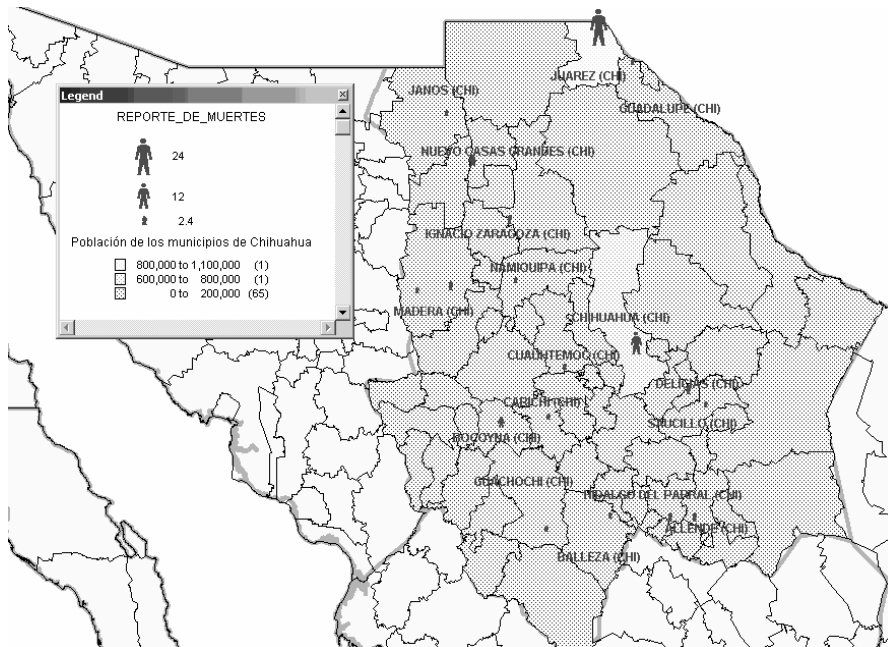 Legend
REPORTE_DE_MUERTES
24
12
2.4
Población de los municipios de Chihuahua
800,000 to 1,100,000 (1)
600,000 to 800,000 (1)
0 to 200,000 (65)
JUAREZ (CHI)
JANOS (CHI)
GUADALUPE (CHI)
NUEVO CASAS GRANDES (CHI)
IGNACIO ZARAGOZA (CHI)
NAMIQUIPA (CHI)
MADERA (CHI)
CHIHUAHUA (CHI)
CUAUHTEMOC (CHI)
DELICIAS (CHI)
CARICHI (CHI)
SAUCILLO (CHI)
BOCOYNA (CHI)
GUACHOCHI (CHI)
HIDALGO DEL PARRAL (CHI)
ALLENDE (CHI)
BALLEZA (CHI)